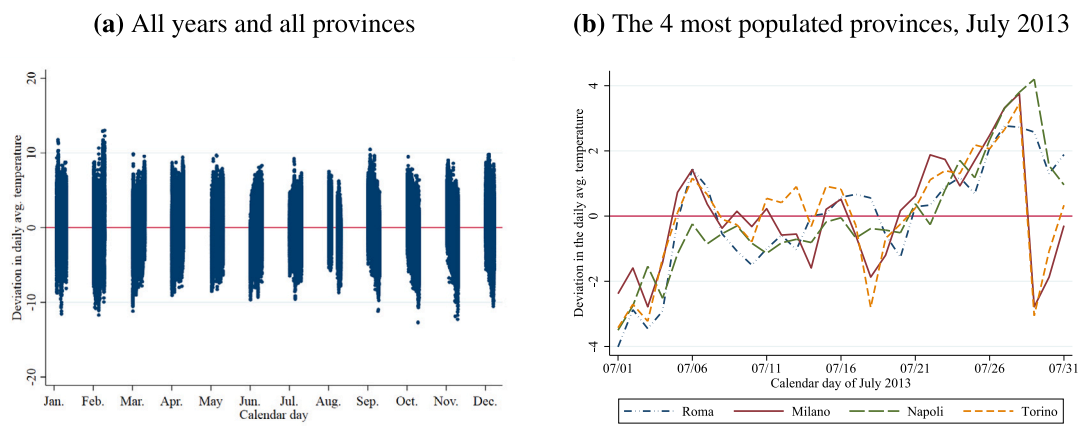 (a) All years and all provinces
Deviation in daily avg. temperature
20
10
0
-10
-20
Jan. Feb. Mar. Apr. May Jun. Jul. Aug. Sep. Oct. Nov. Dec.
Calendar day
(b) The 4 most populated provinces, July 2013
Deviation in the daily avg. temperature
4
2
0
-2
-4
07/01 07/06 07/11 07/16 07/21 07/26 07/31
Calendar day of July 2013
Roma Milano Napoli Torino